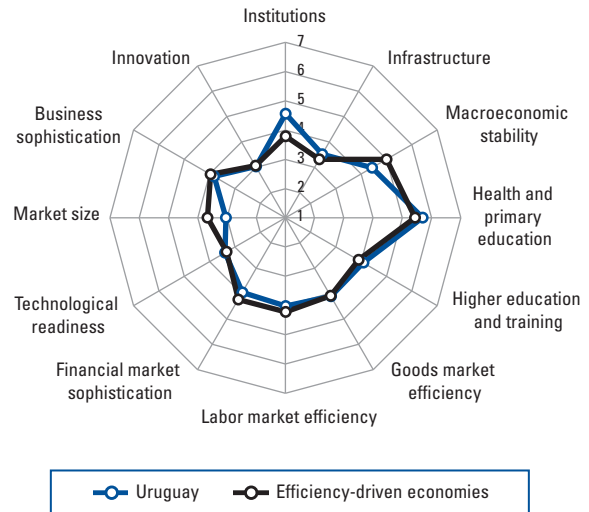 Institutions
7
Innovation
Infrastructure
6
5
Business
sophistication
Macroeconomic
stability
4
3
2
Market size
1
Health and
primary
education
Technological
readiness
Higher education
and training
Financial market
sophistication
Goods market
efficiency
Labor market efficiency
Uruguay
Efficiency-driven economies